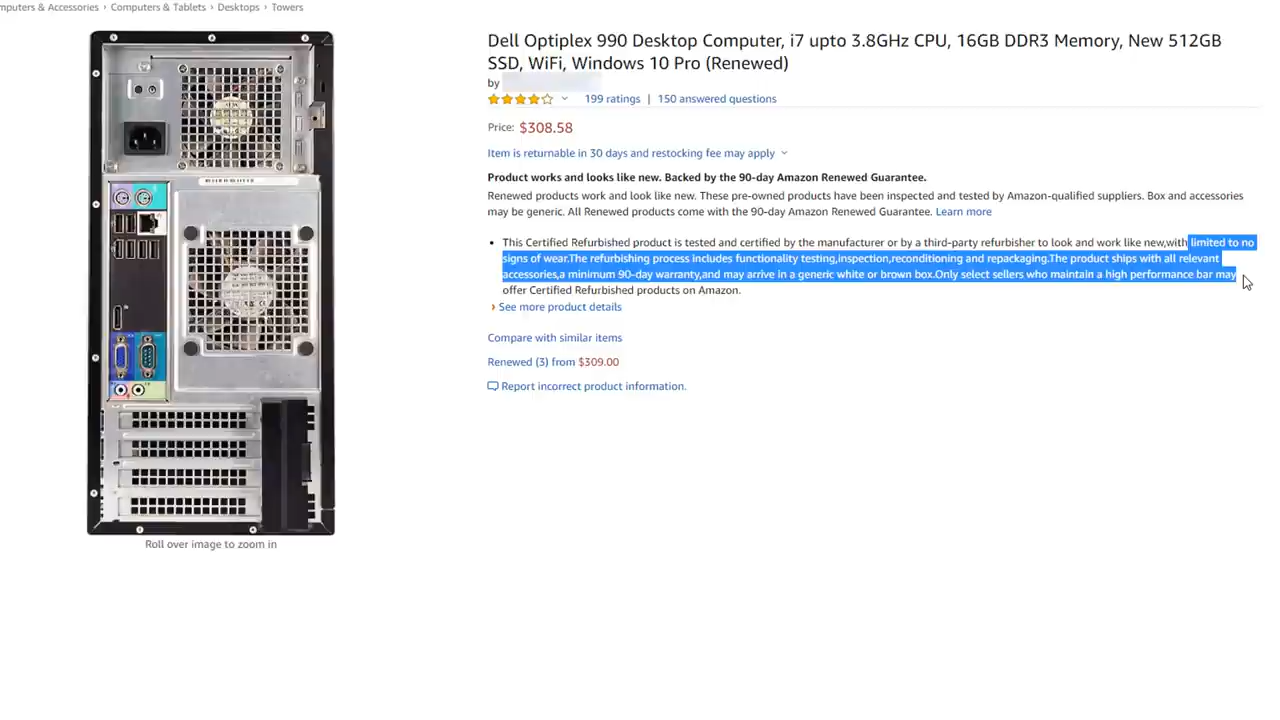 mputers & Accessories › Computers & Tablets › Desktops › Towers
Dell Optiplex 990 Desktop Computer, i7 upto 3.8GHz CPU, 16GB DDR3 Memory, New 512GB
SSD, WiFi, Windows 10 Pro (Renewed)
by
199 ratings | 150 answered questions
Price: $308.58
Item is returnable in 30 days and restocking fee may apply
Product works and looks like new. Backed by the 90-day Amazon Renewed Guarantee.
Renewed products work and look like new. These pre-owned products have been inspected and tested by Amazon-qualified suppliers. Box and accessories
may be generic. All Renewed products come with the 90-day Amazon Renewed Guarantee. Learn more
• This Certified Refurbished product is tested and certified by the manufacturer or by a third-party refurbisher to look and work like new,with limited to no
signs of wear.The refurbishing process includes functionality testing,inspection,reconditioning and repackaging.The product ships with all relevant
accessories,a minimum 90-day warranty,and may arrive in a generic white or brown box.Only select sellers who maintain a high performance bar may
offer Certified Refurbished products on Amazon.
› See more product details
Compare with similar items
Renewed (3) from $309.00
Report incorrect product information.
Roll over image to zoom in